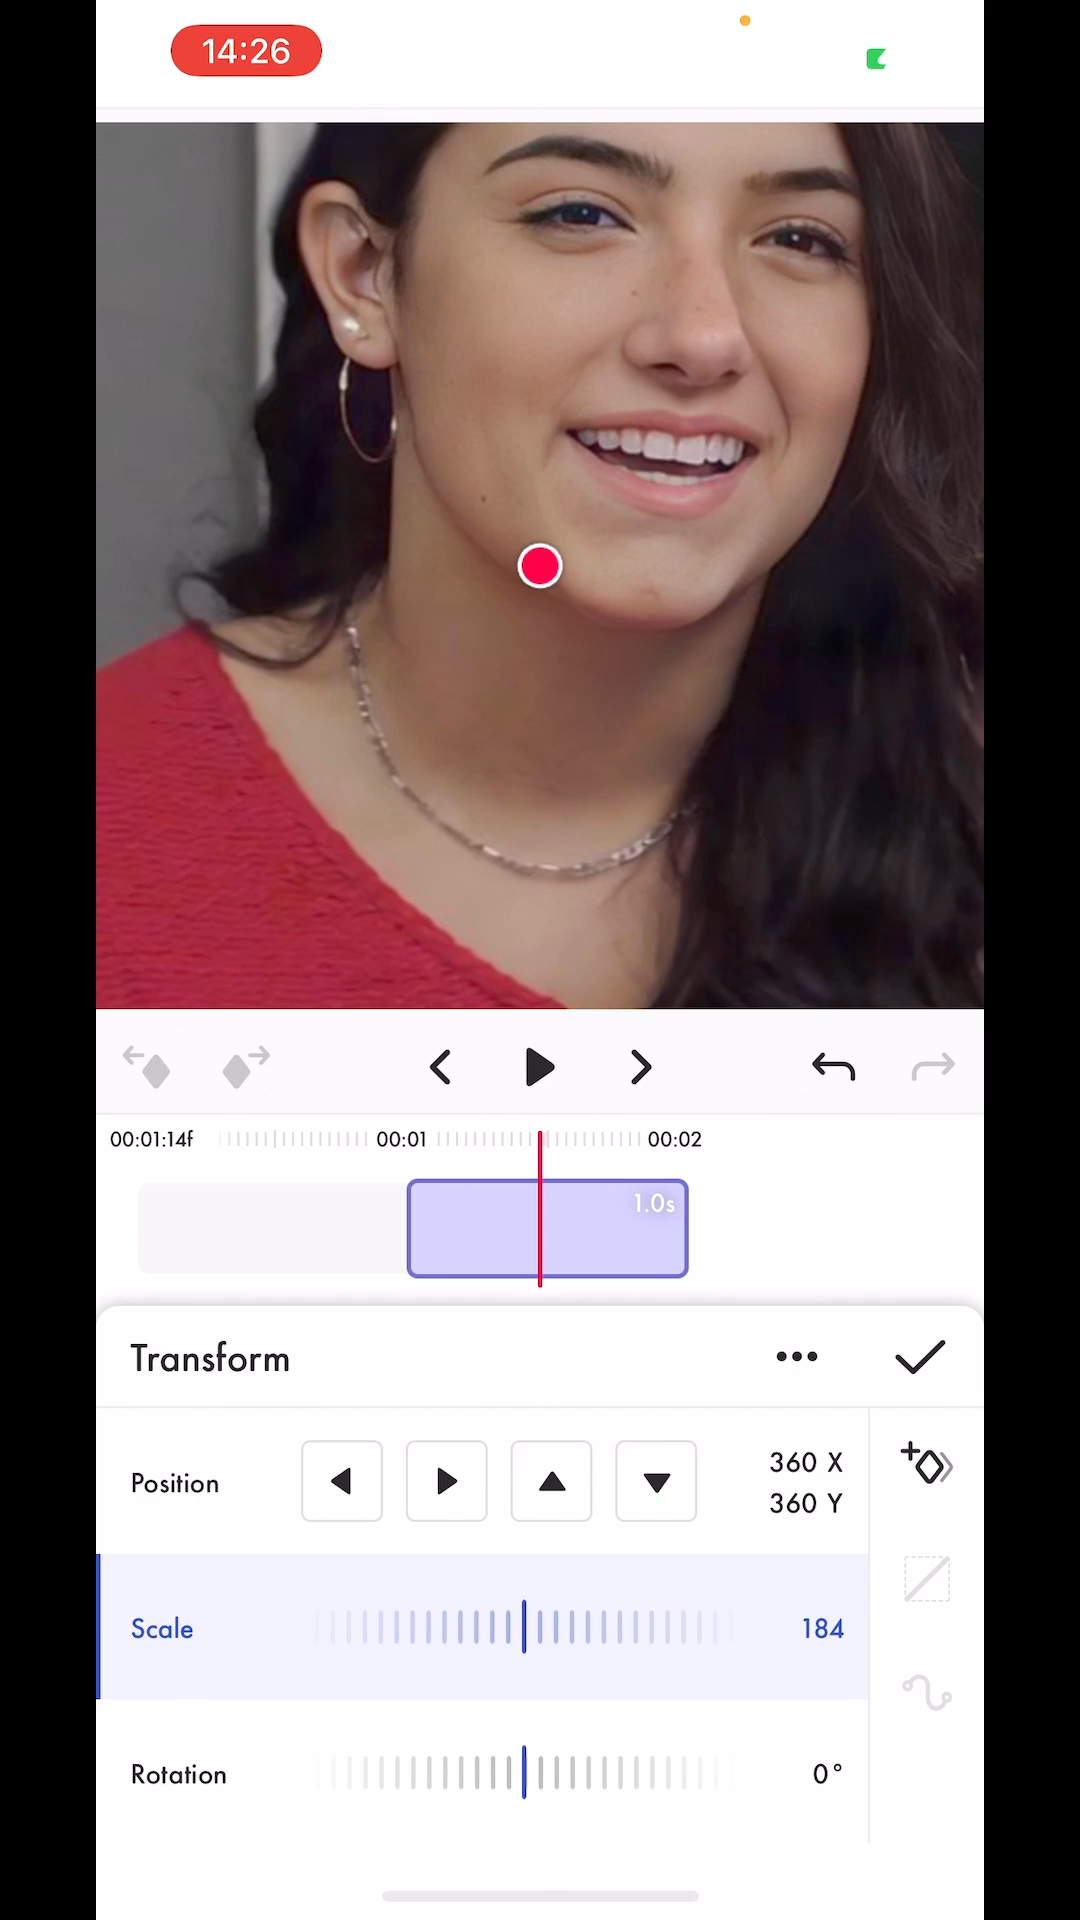 14:26
00:01:14f 00:01 00:02
1.0s
Transform
Position
360 X
360 Y
Scale 184
Rotation 0°